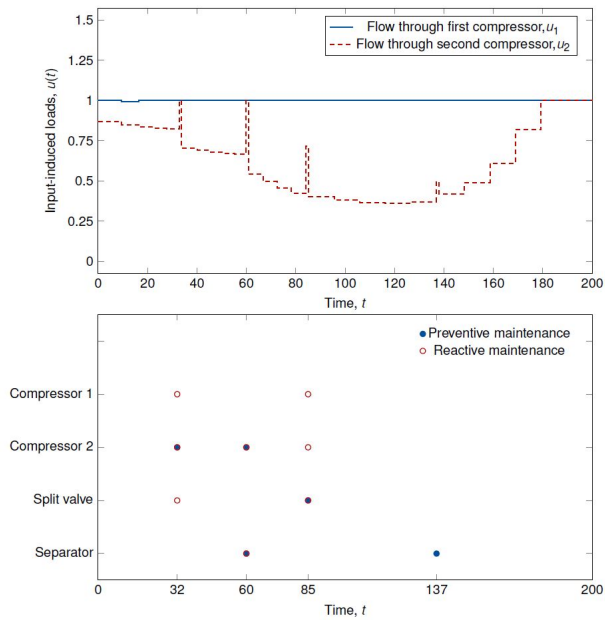 1.5
Flow through first compressor,u1
Flow through second compressor,u2
1.25
1
0.75
0.5
0.25
0
Input-induced loads, u(t)
0 20 40 60 80 100 120 140 160 180 200
Time, t
Preventive maintenance
Reactive maintenance
Compressor 1
Compressor 2
Split valve
Separator
0 32 60 85 137 200
Time, t